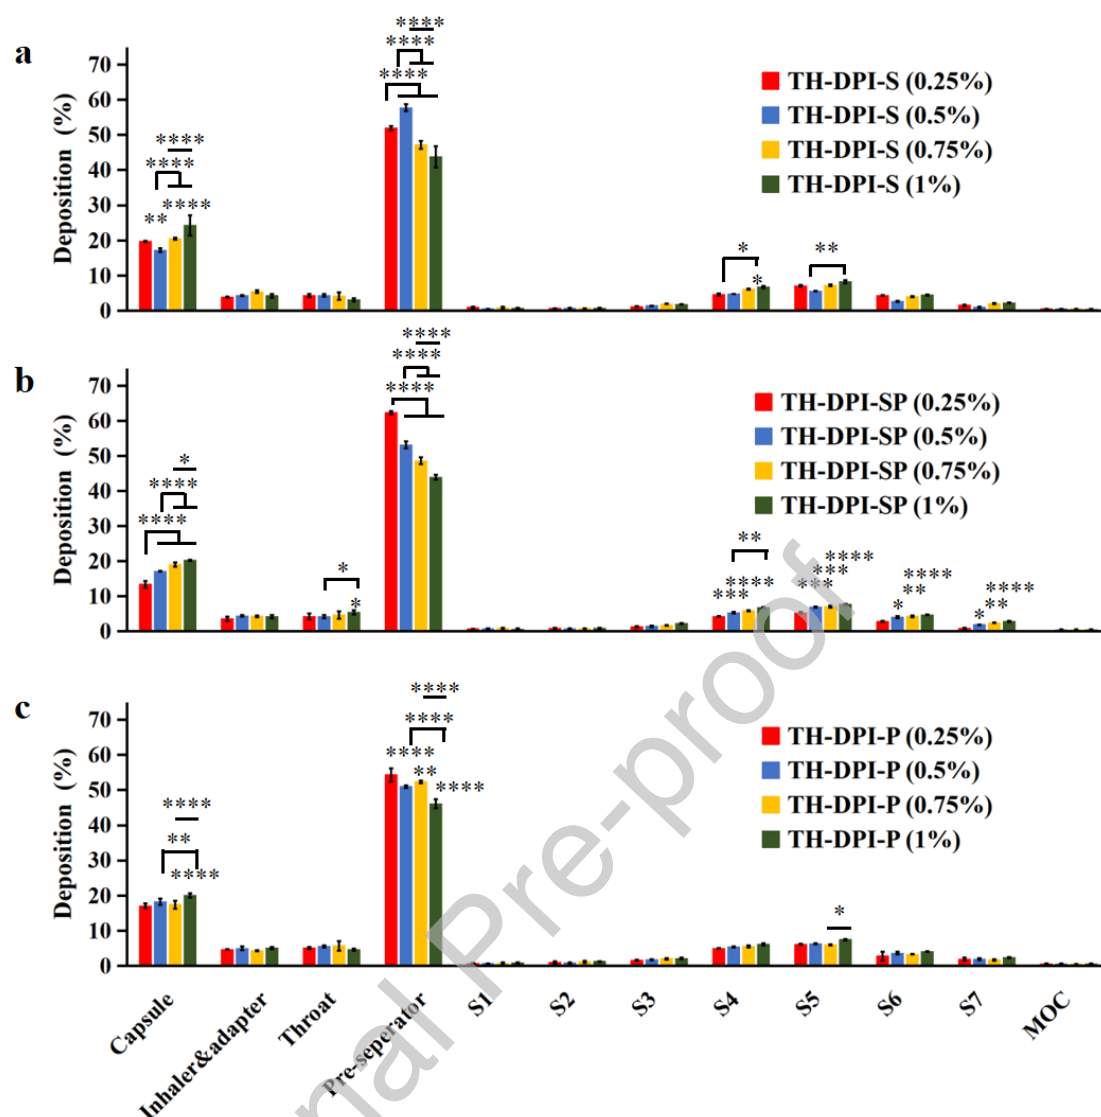 a
****
****
****
****
****
**
****
*
*
**
Deposition (%)
70
60
50
40
30
20
10
0
TH-DPI-S (0.25%)
TH-DPI-S (0.5%)
TH-DPI-S (0.75%)
TH-DPI-S (1%)
b
****
****
****
*
****
****
*
*
**
****
***
****
***
***
****
**
*
****
**
*
Deposition (%)
70
60
50
40
30
20
10
0
TH-DPI-SP (0.25%)
TH-DPI-SP (0.5%)
TH-DPI-SP (0.75%)
TH-DPI-SP (1%)
c
****
****
****
**
****
****
**
****
*
Deposition (%)
70
60
50
40
30
20
10
0
TH-DPI-P (0.25%)
TH-DPI-P (0.5%)
TH-DPI-P (0.75%)
TH-DPI-P (1%)
Capsule
Inhaler&adapter
Throat
Pre-seperator
S1
S2
S3
S4
S5
S6
S7
MOC
nal Pre-proof